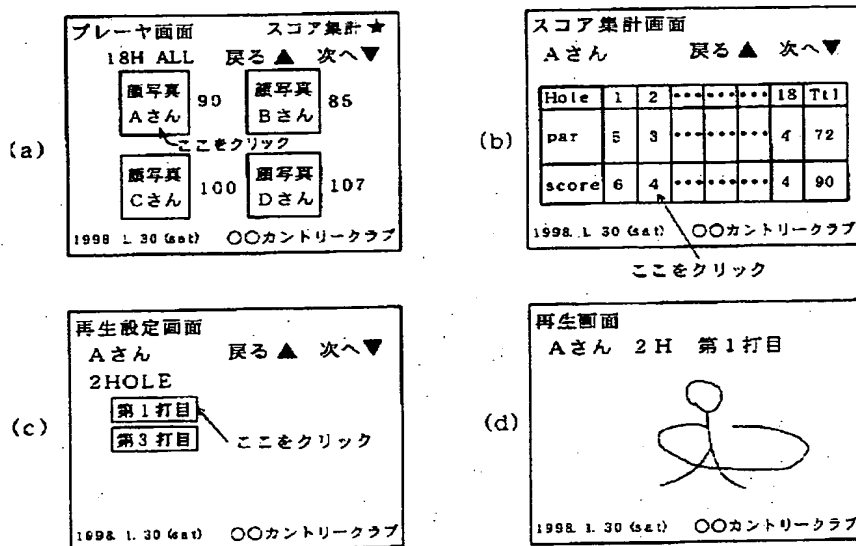 (a)
プレーヤ画面 スコア集計★
18H ALL 戻る▲ 次へ▼
顔写真 Aさん 90
顔写真 Bさん 85
ここをクリック
顔写真 Cさん 100
顔写真 Dさん 107
1998 1. 30 (sat) 〇〇カントリークラブ
(b)
スコア集計画面
Aさん 戻る▲ 次へ▼
Hole 1 2 ・・・・・・ 18 Ttl
par 5 3 ・・・・・・ 4 72
score 6 4 ・・・・・・ 4 90
1998. 1. 30 (sat) 〇〇カントリークラブ
ここをクリック
(c)
再生設定画面
Aさん 戻る▲ 次へ▼
2HOLE
第1打目
第3打目
ここをクリック
1998. 1. 30 (sat) 〇〇カントリークラブ
(d)
再生画面
Aさん 2H 第1打目
1998. 1. 30 (sat) 〇〇カントリークラブ